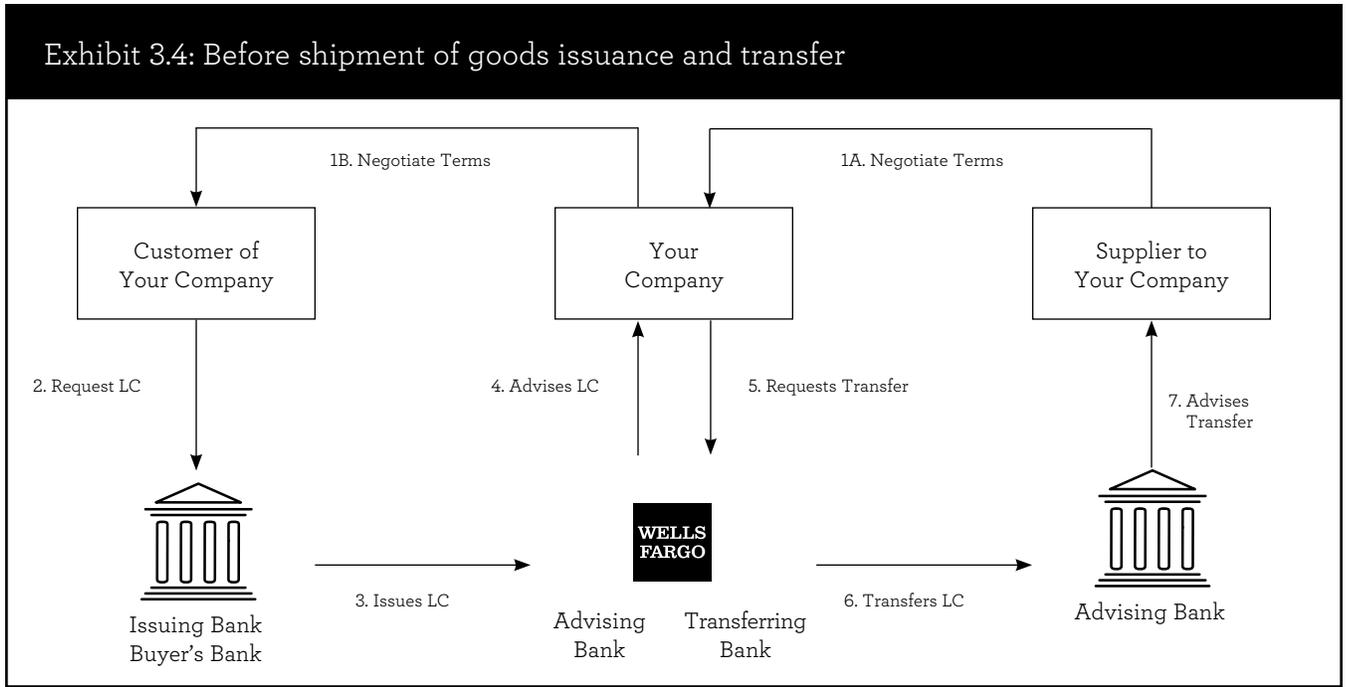 Exhibit 3.4: Before shipment of goods issuance and transfer
1B. Negotiate Terms
1A. Negotiate Terms
Customer of
Your Company
Your
Company
Supplier to
Your Company
2. Request LC
4. Advises LC
5. Requests Transfer
7. Advises
Transfer
WELLS
FARGO
3. Issues LC
6. Transfers LC
Issuing Bank
Buyer’s Bank
Advising
Bank
Transferring
Bank
Advising Bank